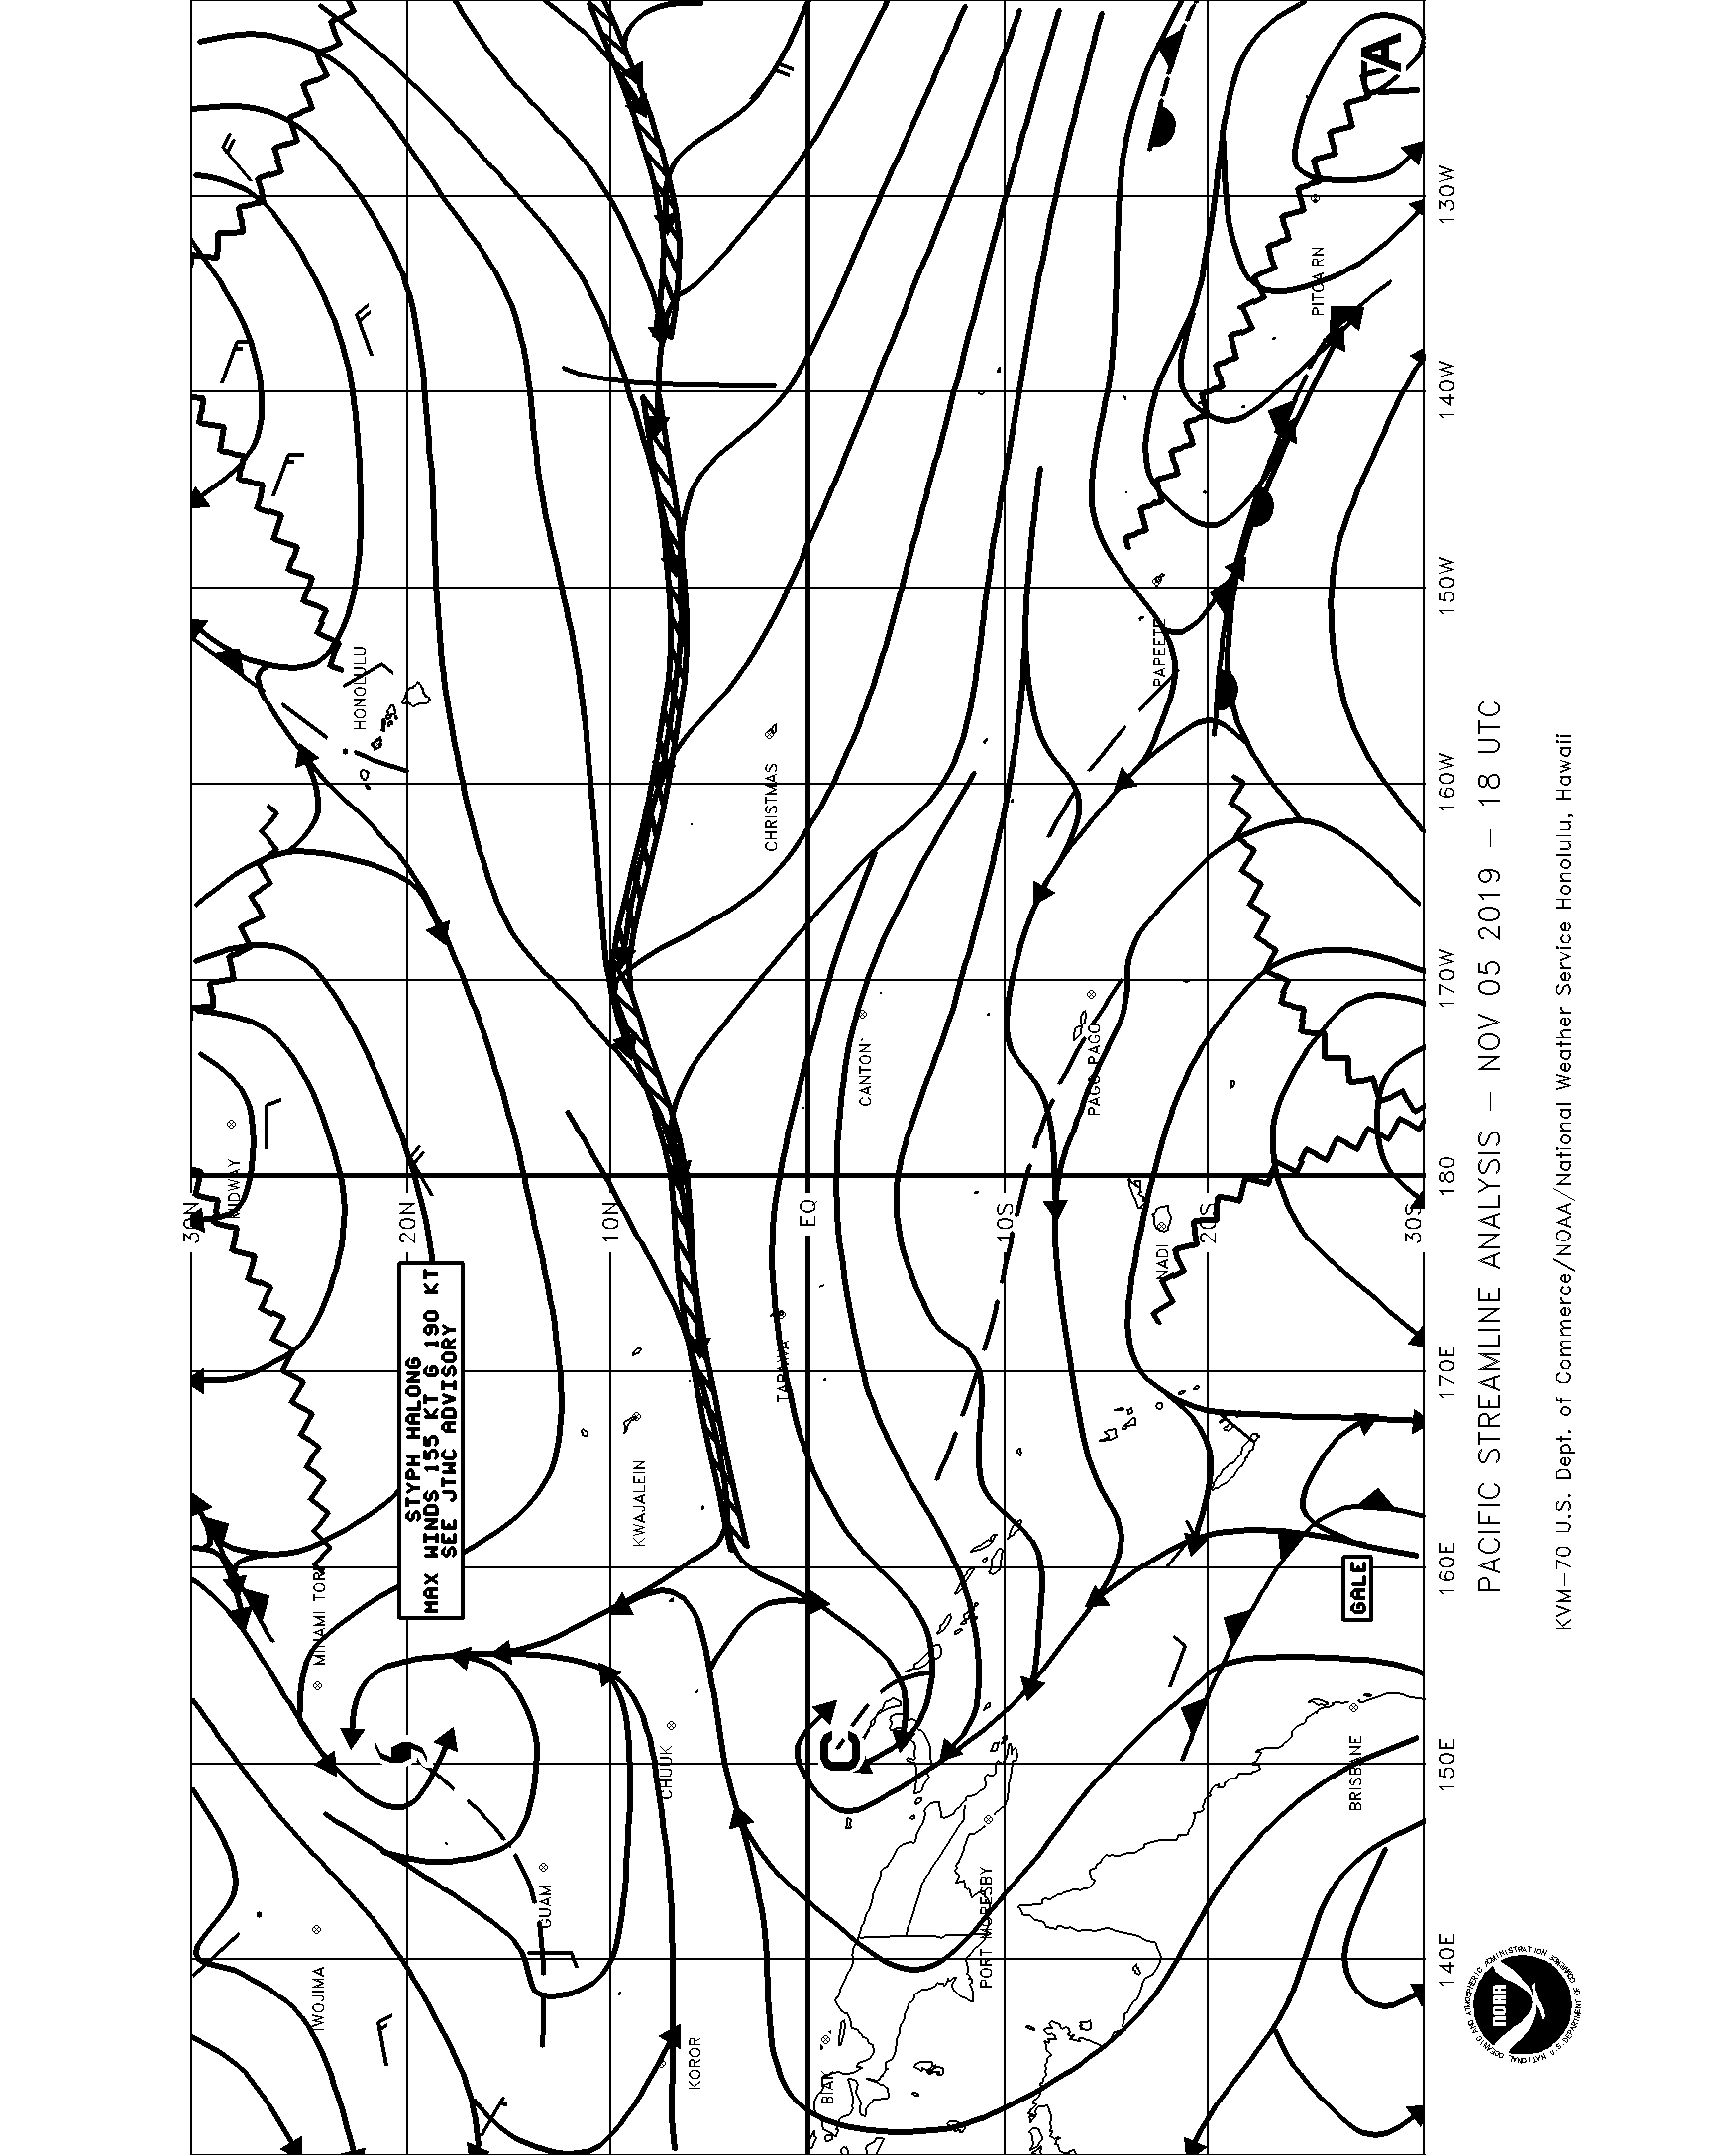 30N
20N
10N
EQ
10S
20S
30S
130W
140W
150W
160W
170W
180
170E
160E
150E
140E
HONOLULU
MIDWAY
CHRISTMAS
CANTON
PAGO PAGO
PAPEETE
PITCAIRN
NADI
TARAWA
KWAJALEIN
MINAMI TORI
CHUUK
GUAM
IWOJIMA
KOROR
BIAK
PORT MORESBY
BRISBANE
STYPH HALONG
MAX WINDS 155 KT G 190 KT
SEE JTWC ADVISORY
GALE
C
A
PACIFIC STREAMLINE ANALYSIS - NOV 05 2019 - 18 UTC
KVM-70 U.S. Dept. of Commerce/NOAA/National Weather Service Honolulu, Hawaii
NOAA
NATIONAL OCEANIC AND ATMOSPHERIC ADMINISTRATION
U.S. DEPARTMENT OF COMMERCE